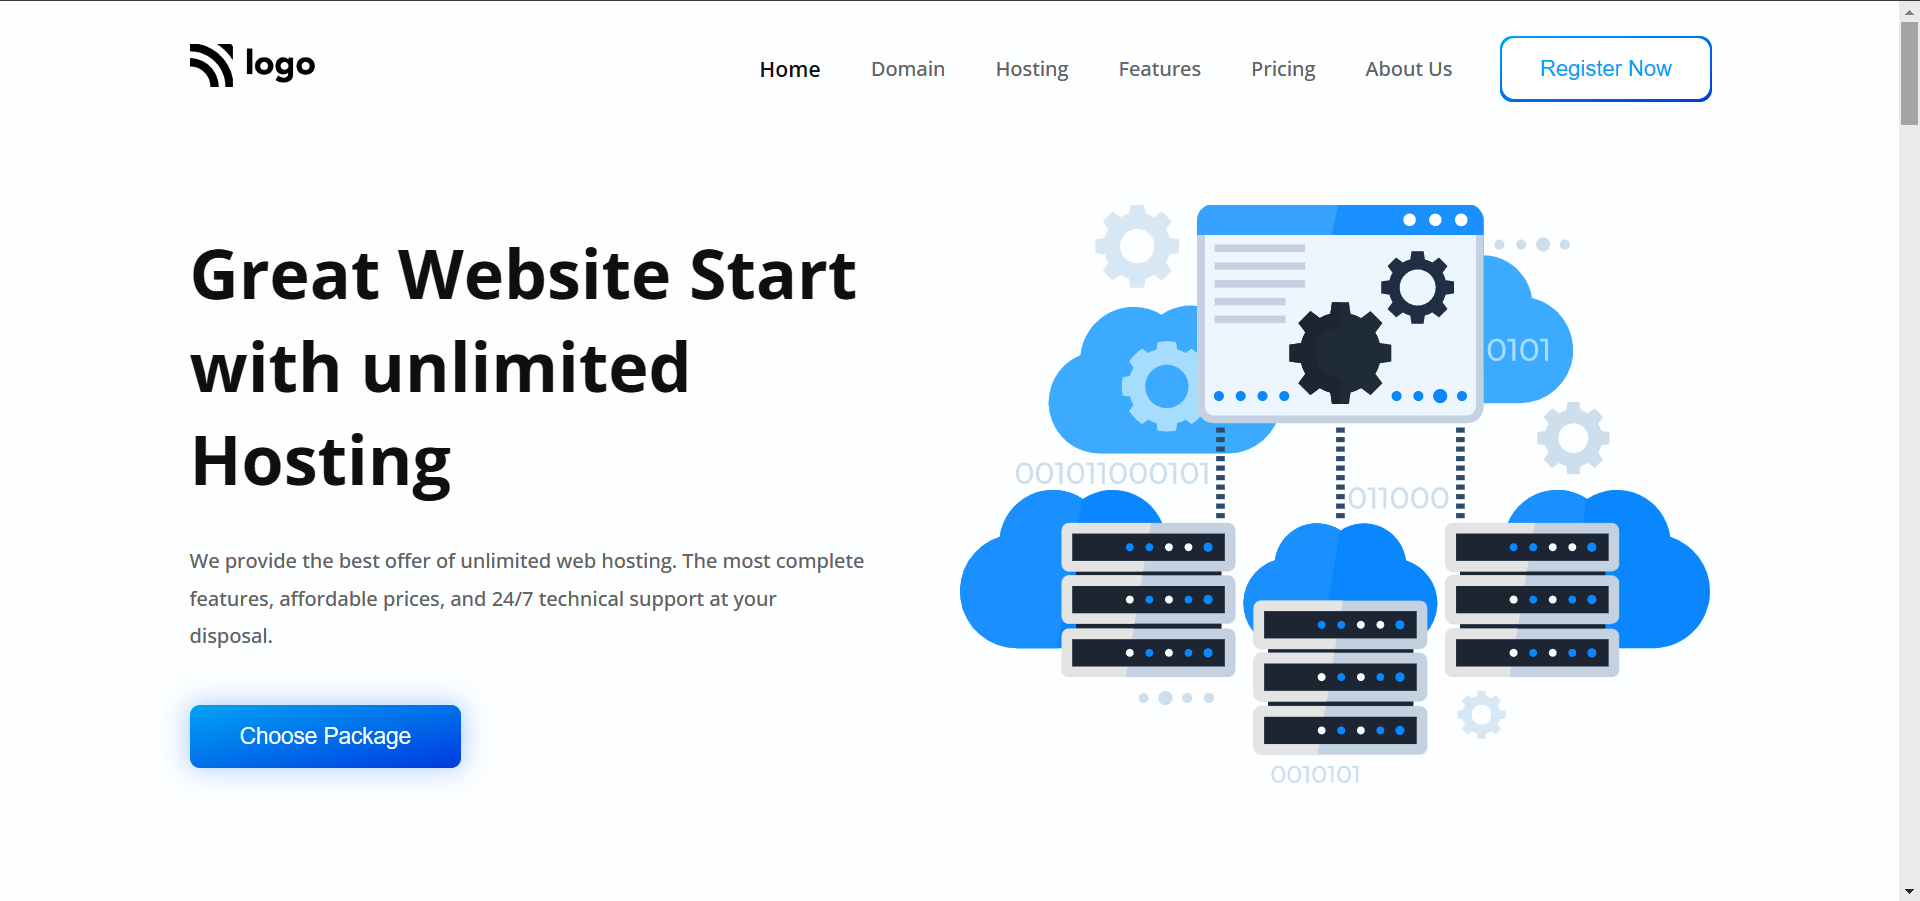 logo
Home Domain Hosting Features Pricing About Us Register Now
Great Website Start
with unlimited
Hosting
We provide the best offer of unlimited web hosting. The most complete
features, affordable prices, and 24/7 technical support at your
disposal.
Choose Package
0101
001011000101
011000
0010101